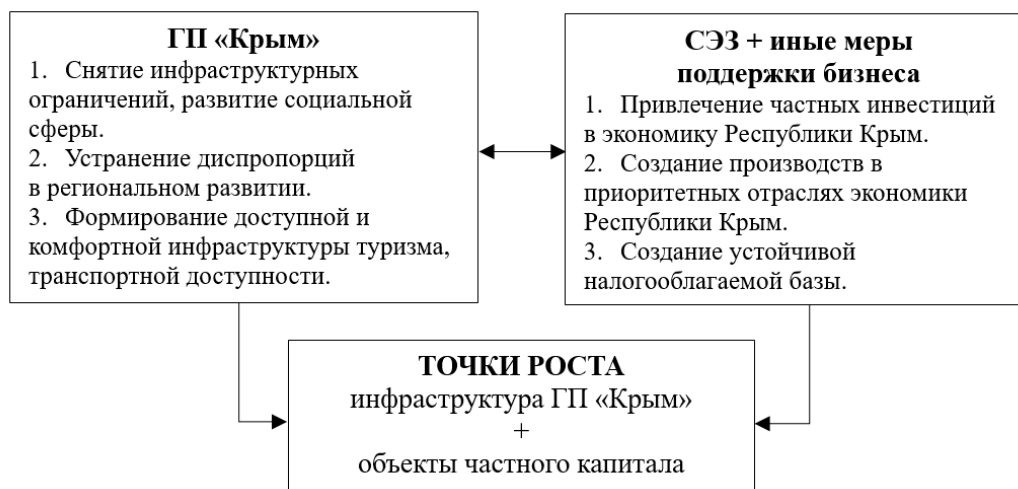 ГП «Крым»
1. Снятие инфраструктурных
ограничений, развитие социальной
сферы.
2. Устранение диспропорций
в региональном развитии.
3. Формирование доступной и
комфортной инфраструктуры туризма,
транспортной доступности.
СЭЗ + иные меры
поддержки бизнеса
1. Привлечение частных инвестиций
в экономику Республики Крым.
2. Создание производств в
приоритетных отраслях экономики
Республики Крым.
3. Создание устойчивой
налогооблагаемой базы.
ТОЧКИ РОСТА
инфраструктура ГП «Крым»
+
объекты частного капитала